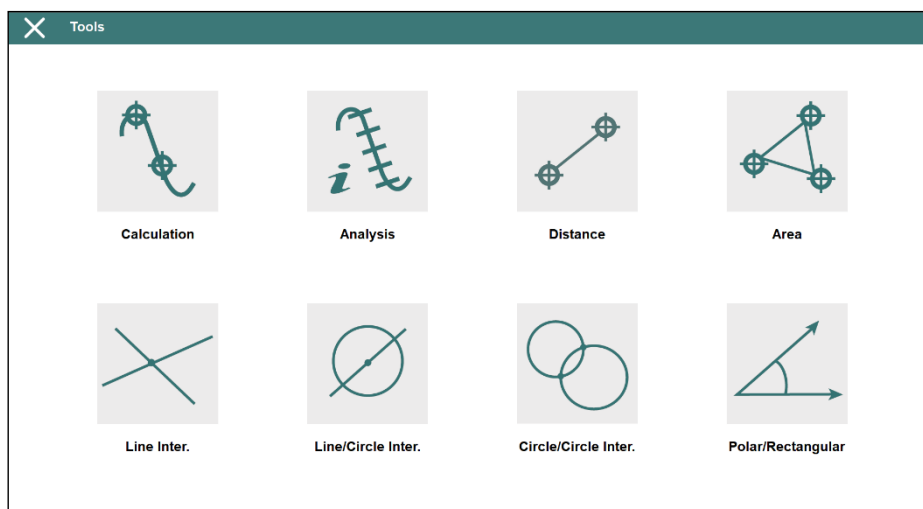 Tools
Calculation
Analysis
Distance
Area
Line Inter.
Line/Circle Inter.
Circle/Circle Inter.
Polar/Rectangular